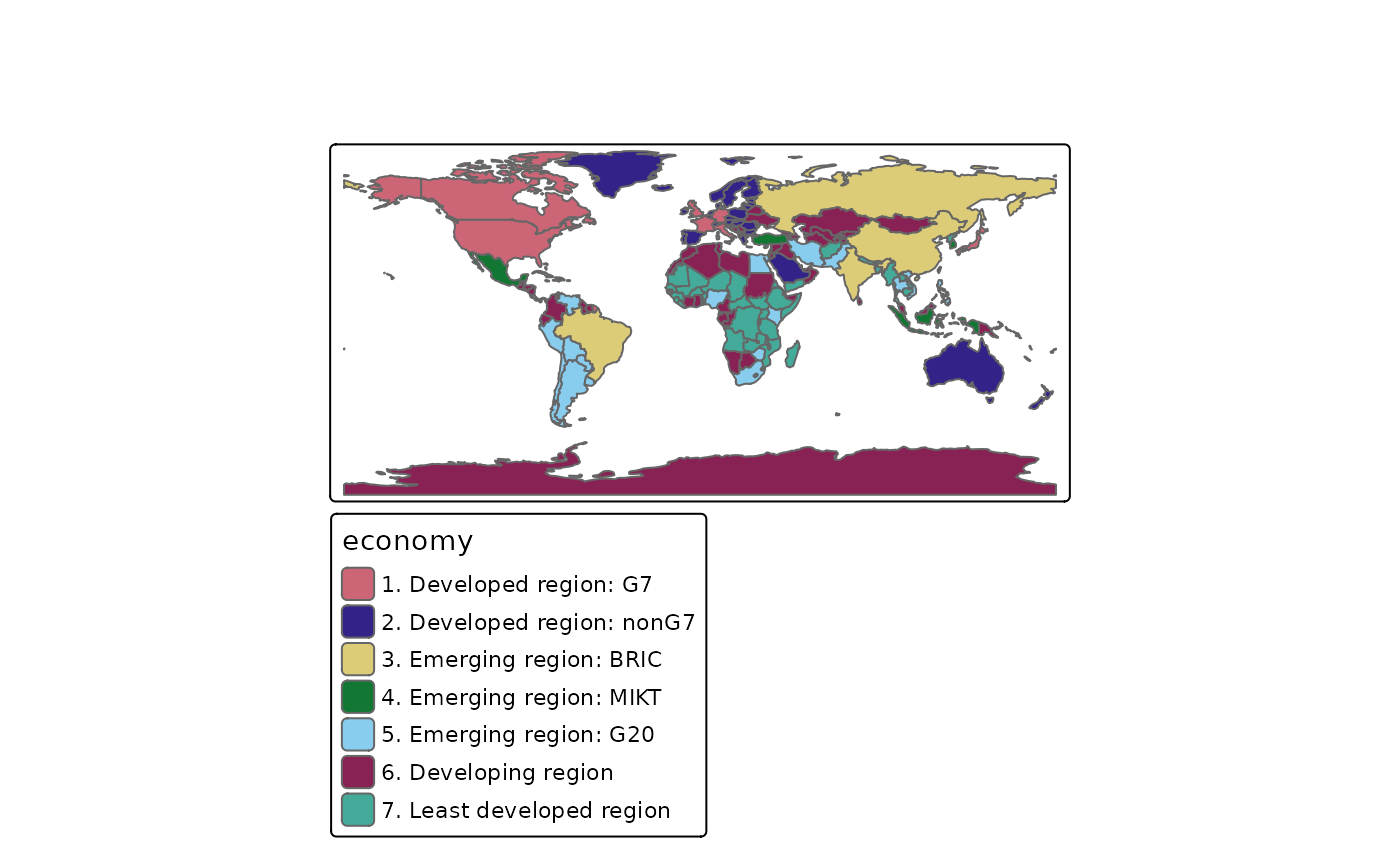 economy
1. Developed region: G7
2. Developed region: nonG7
3. Emerging region: BRIC
4. Emerging region: MIKT
5. Emerging region: G20
6. Developing region
7. Least developed region